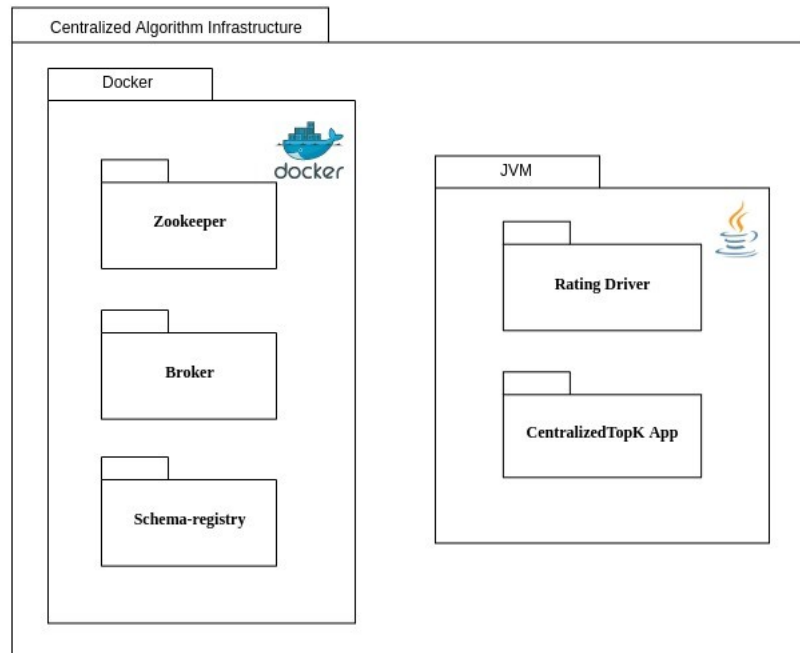 Centralized Algorithm Infrastructure
Docker
docker
Zookeeper
Broker
Schema-registry
JVM
Rating Driver
CentralizedTopK App